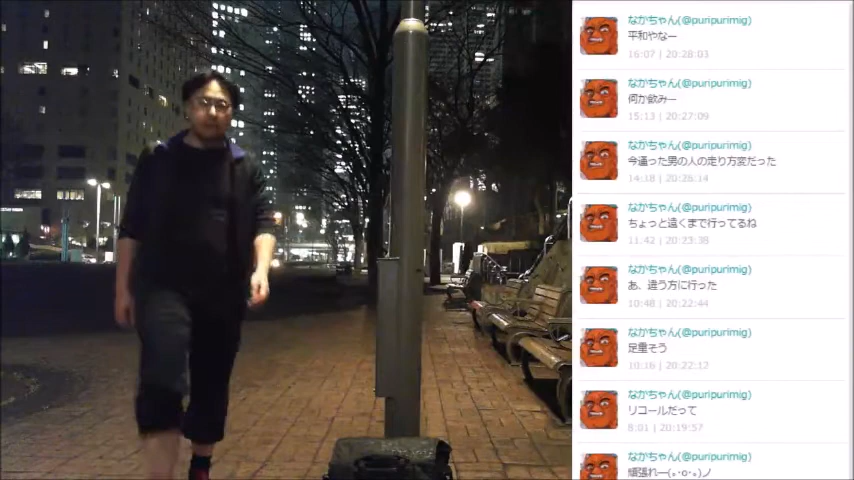 なかちゃん(@puripurimig)
平和やなー
16:07 | 20:28:03
なかちゃん(@puripurimig)
何か飲みー
15:13 | 20:27:09
なかちゃん(@puripurimig)
今通った男の人の走り方変だった
14:18 | 20:26:14
なかちゃん(@puripurimig)
ちょっと遠くまで行ってるね
11:42 | 20:23:38
なかちゃん(@puripurimig)
あ、違う方に行った
10:48 | 20:22:44
なかちゃん(@puripurimig)
足重そう
10:16 | 20:22:12
なかちゃん(@puripurimig)
リコールだって
8:01 | 20:19:57
なかちゃん(@puripurimig)
頑張れー(｡･o･｡)ノ